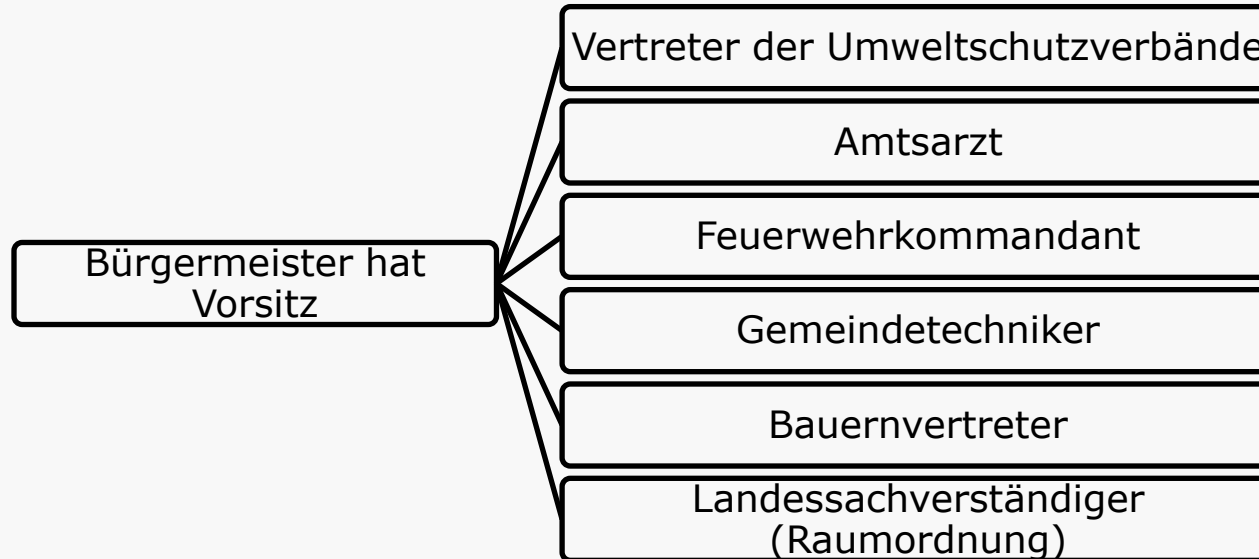 Vertreter der Umweltschutzverbände
Amtsarzt
Feuerwehrkommandant
Bürgermeister hat
Vorsitz
Gemeindetechniker
Bauernvertreter
Landessachverständiger
(Raumordnung)